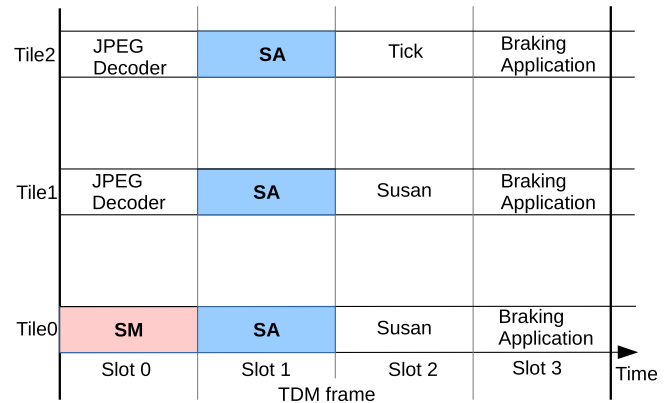 Tile2
JPEG
Decoder
SA
Tick
Braking
Application
Tile1
JPEG
Decoder
SA
Susan
Braking
Application
Tile0
SM
SA
Susan
Braking
Application
Slot 0
Slot 1
Slot 2
Slot 3
Time
TDM frame